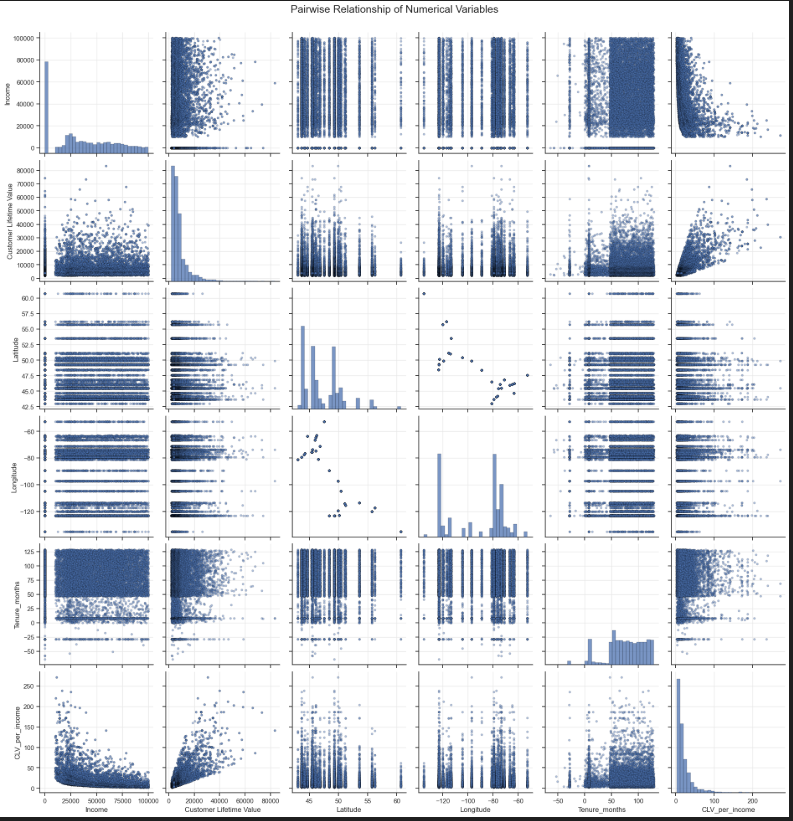 Pairwise Relationship of Numerical Variables
100000
80000
60000
40000
20000
0
Income
80000
70000
60000
50000
40000
30000
20000
10000
0
Customer Lifetime Value
60.0
57.5
55.0
52.5
50.0
47.5
45.0
42.5
Latitude
−60
−80
−100
−120
Longitude
125
100
75
50
25
0
−25
−50
Tenure_months
250
200
150
100
50
0
CLV_per_income
0 25000 50000 75000 100000
Income
0 20000 40000 60000 80000
Customer Lifetime Value
45 50 55 60
Latitude
−120 −100 −80 −60
Longitude
−50 0 50 100
Tenure_months
0 100 200
CLV_per_income